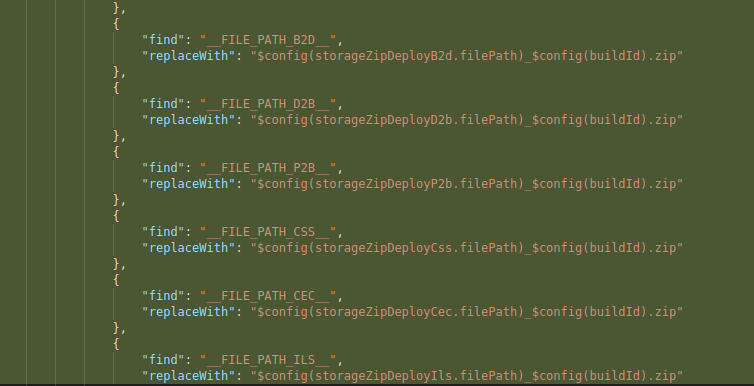 },
{
"find": "__FILE_PATH_B2D__",
"replaceWith": "$config(storageZipDeployB2d.filePath)_$config(buildId).zip"
},
{
"find": "__FILE_PATH_D2B__",
"replaceWith": "$config(storageZipDeployD2b.filePath)_$config(buildId).zip"
},
{
"find": "__FILE_PATH_P2B__",
"replaceWith": "$config(storageZipDeployP2b.filePath)_$config(buildId).zip"
},
{
"find": "__FILE_PATH_CSS__",
"replaceWith": "$config(storageZipDeployCss.filePath)_$config(buildId).zip"
},
{
"find": "__FILE_PATH_CEC__",
"replaceWith": "$config(storageZipDeployCec.filePath)_$config(buildId).zip"
},
{
"find": "__FILE_PATH_ILS__",
"replaceWith": "$config(storageZipDeployIls.filePath)_$config(buildId).zip"